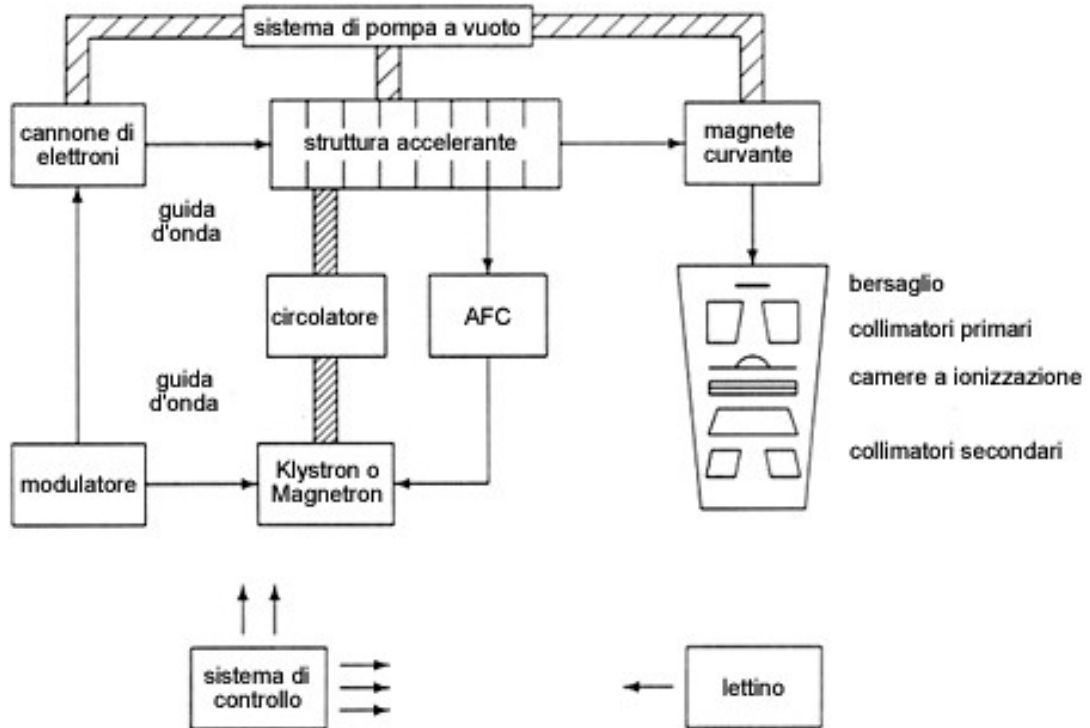 sistema di pompa a vuoto
cannone di
elettroni
struttura accelerante
magnete
curvante
guida
d'onda
circolatore
AFC
bersaglio
collimatori primari
camere a ionizzazione
collimatori secondari
guida
d'onda
modulatore
Klystron o
Magnetron
sistema di
controllo
lettino